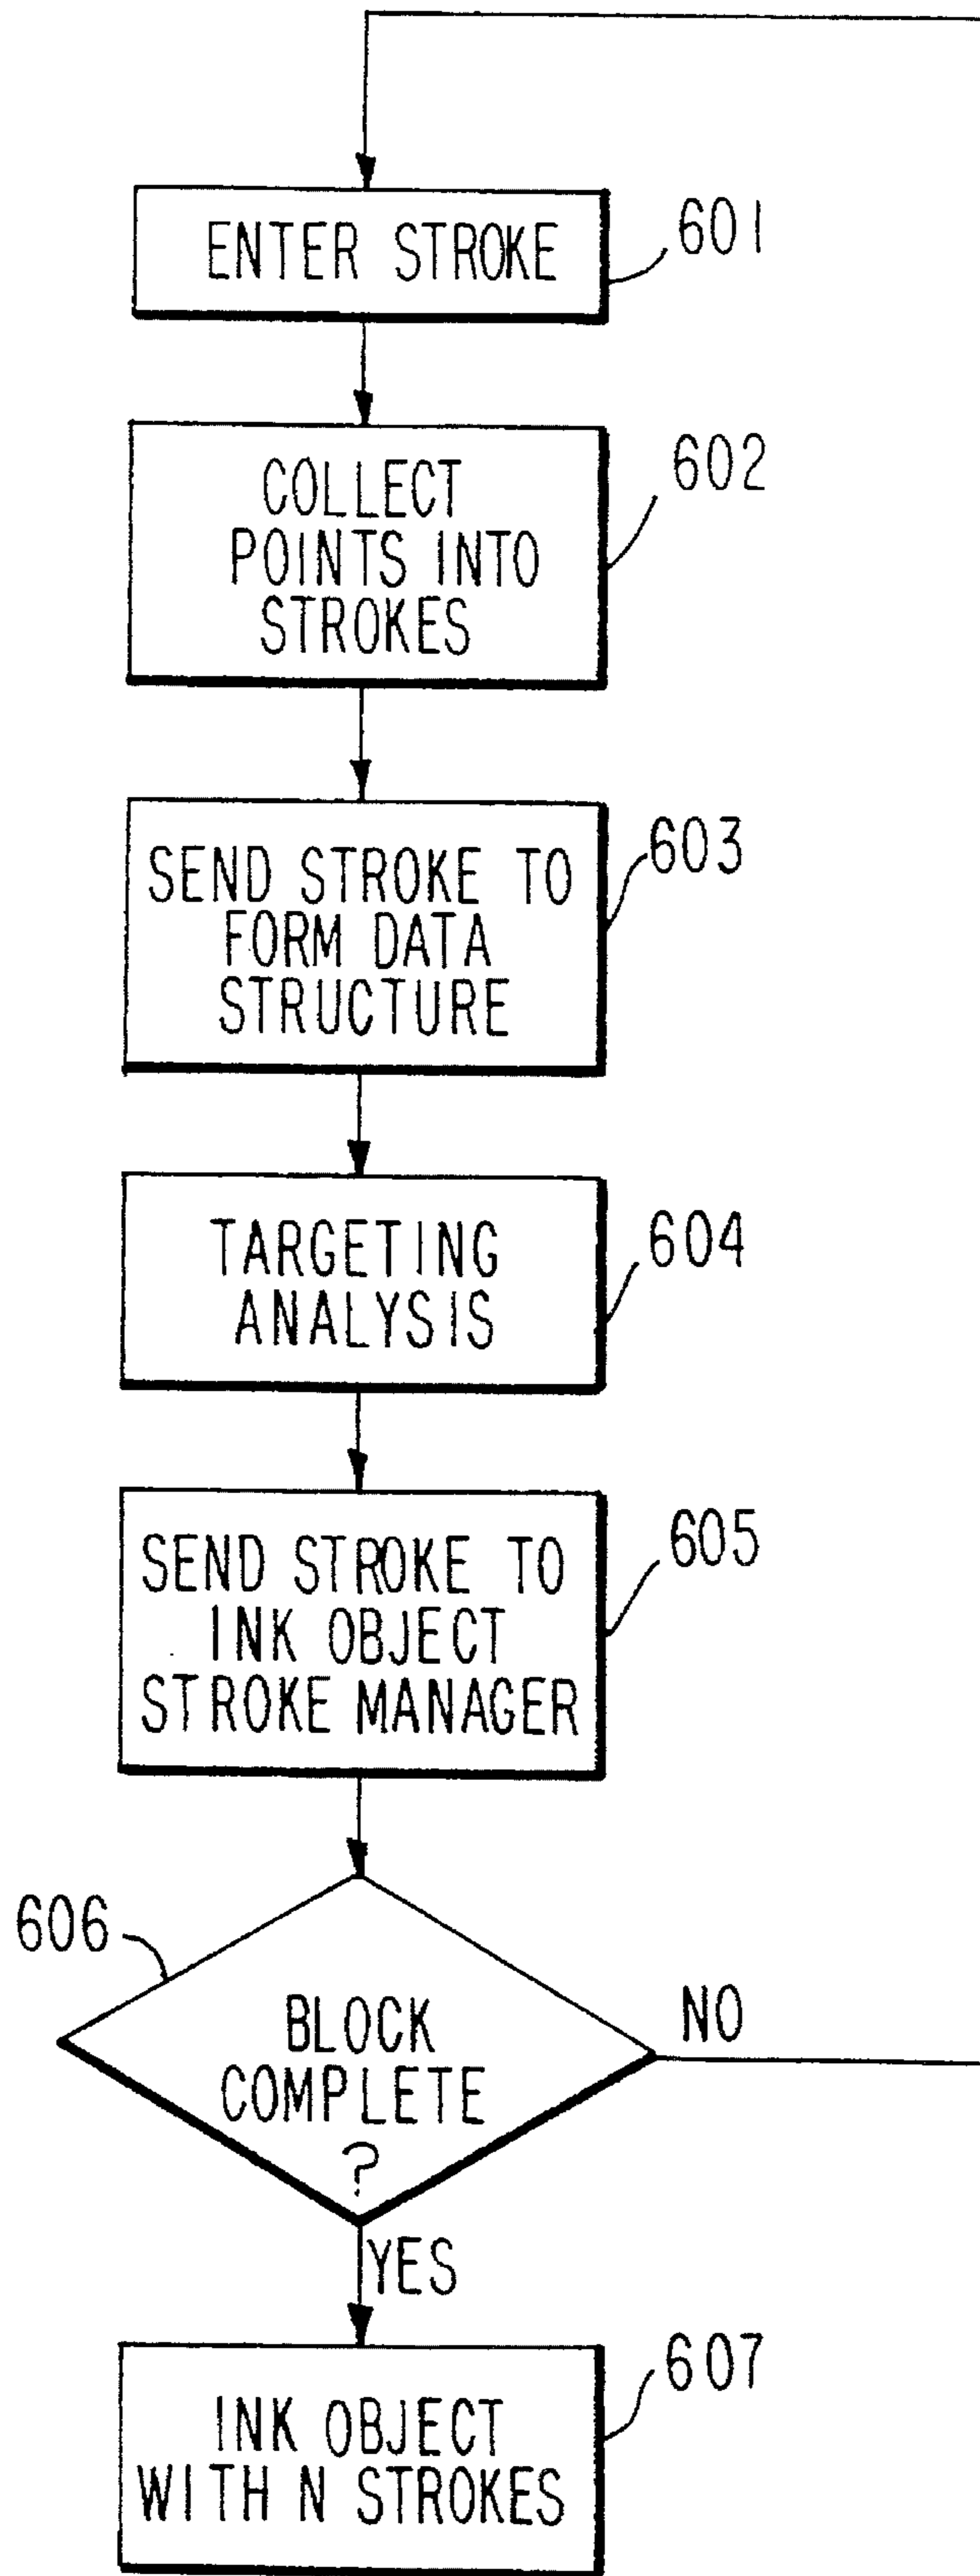 ENTER STROKE
601
COLLECT
POINTS INTO
STROKES
602
SEND STROKE TO
FORM DATA
STRUCTURE
603
TARGETING
ANALYSIS
604
SEND STROKE TO
INK OBJECT
STROKE MANAGER
605
606
BLOCK
COMPLETE
?
NO
YES
INK OBJECT
WITH N STROKES
607